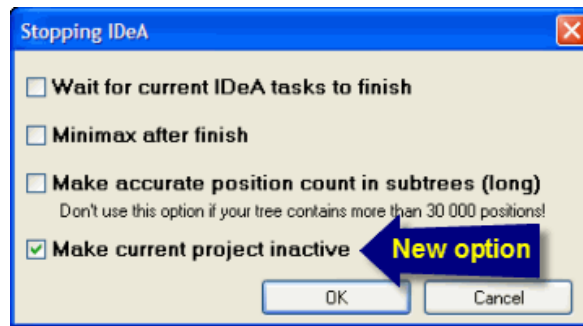 Stopping IDeA
Wait for current IDeA tasks to finish
Minimax after finish
Make accurate position count in subtrees (long)
Don't use this option if your tree contains more than 30 000 positions!
Make current project inactive
New option
OK
Cancel